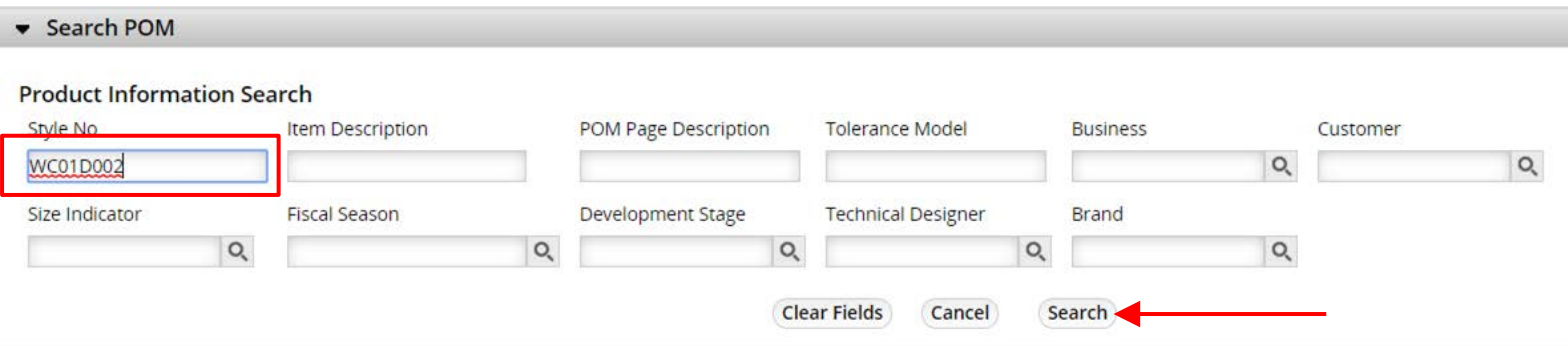 Search POM
Product Information Search
Style No Item Description POM Page Description Tolerance Model Business Customer
WC01D002
Size Indicator Fiscal Season Development Stage Technical Designer Brand
Clear Fields Cancel Search